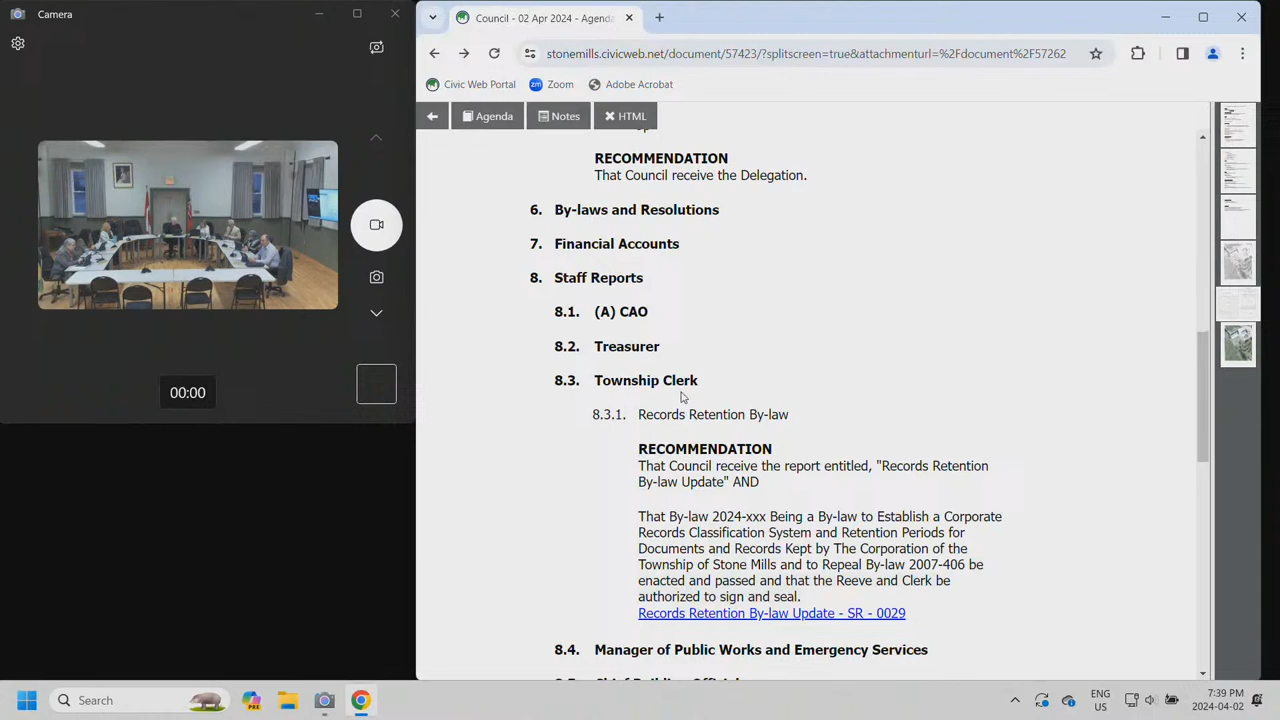 Camera
Council - 02 Apr 2024 - Agenda
stonemills.civicweb.net/document/57423/?splitscreen=true&attachmenturl=%2Fdocument%2F57262
Civic Web Portal
Zoom
Adobe Acrobat
Agenda
Notes
HTML
RECOMMENDATION
That Council receive the Delegation.
6. By-laws and Resolutions
7. Financial Accounts
8. Staff Reports
8.1. (A) CAO
8.2. Treasurer
8.3. Township Clerk
8.3.1. Records Retention By-law
RECOMMENDATION
That Council receive the report entitled, "Records Retention
By-law Update" AND
That By-law 2024-xxx Being a By-law to Establish a Corporate
Records Classification System and Retention Periods for
Documents and Records Kept by The Corporation of the
Township of Stone Mills and to Repeal By-law 2007-406 be
enacted and passed and that the Reeve and Clerk be
authorized to sign and seal.
Records Retention By-law Update - SR - 0029
8.4. Manager of Public Works and Emergency Services
00:00
Search
PRE
ENG
US
7:39 PM
2024-04-02